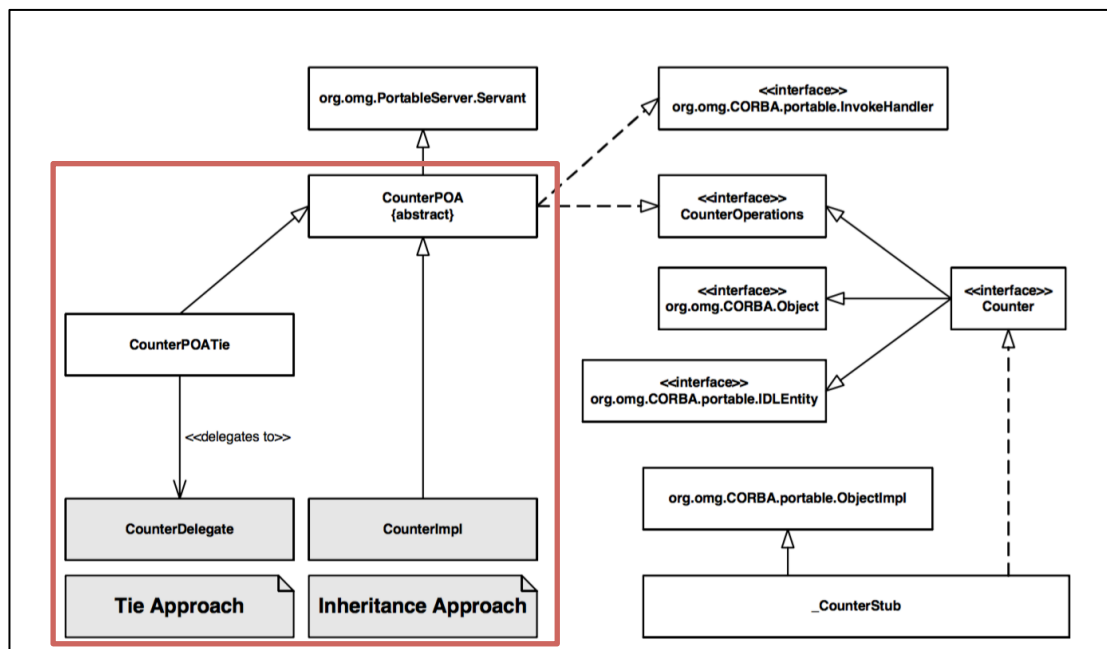 org.omg.PortableServer.Servant
<<interface>>
org.omg.CORBA.portable.InvokeHandler
CounterPOA
{abstract}
<<interface>>
CounterOperations
<<interface>>
org.omg.CORBA.Object
<<interface>>
Counter
CounterPOATie
<<interface>>
org.omg.CORBA.portable.IDLEntity
<<delegates to>>
org.omg.CORBA.portable.ObjectImpl
CounterDelegate
CounterImpl
Tie Approach
Inheritance Approach
_CounterStub